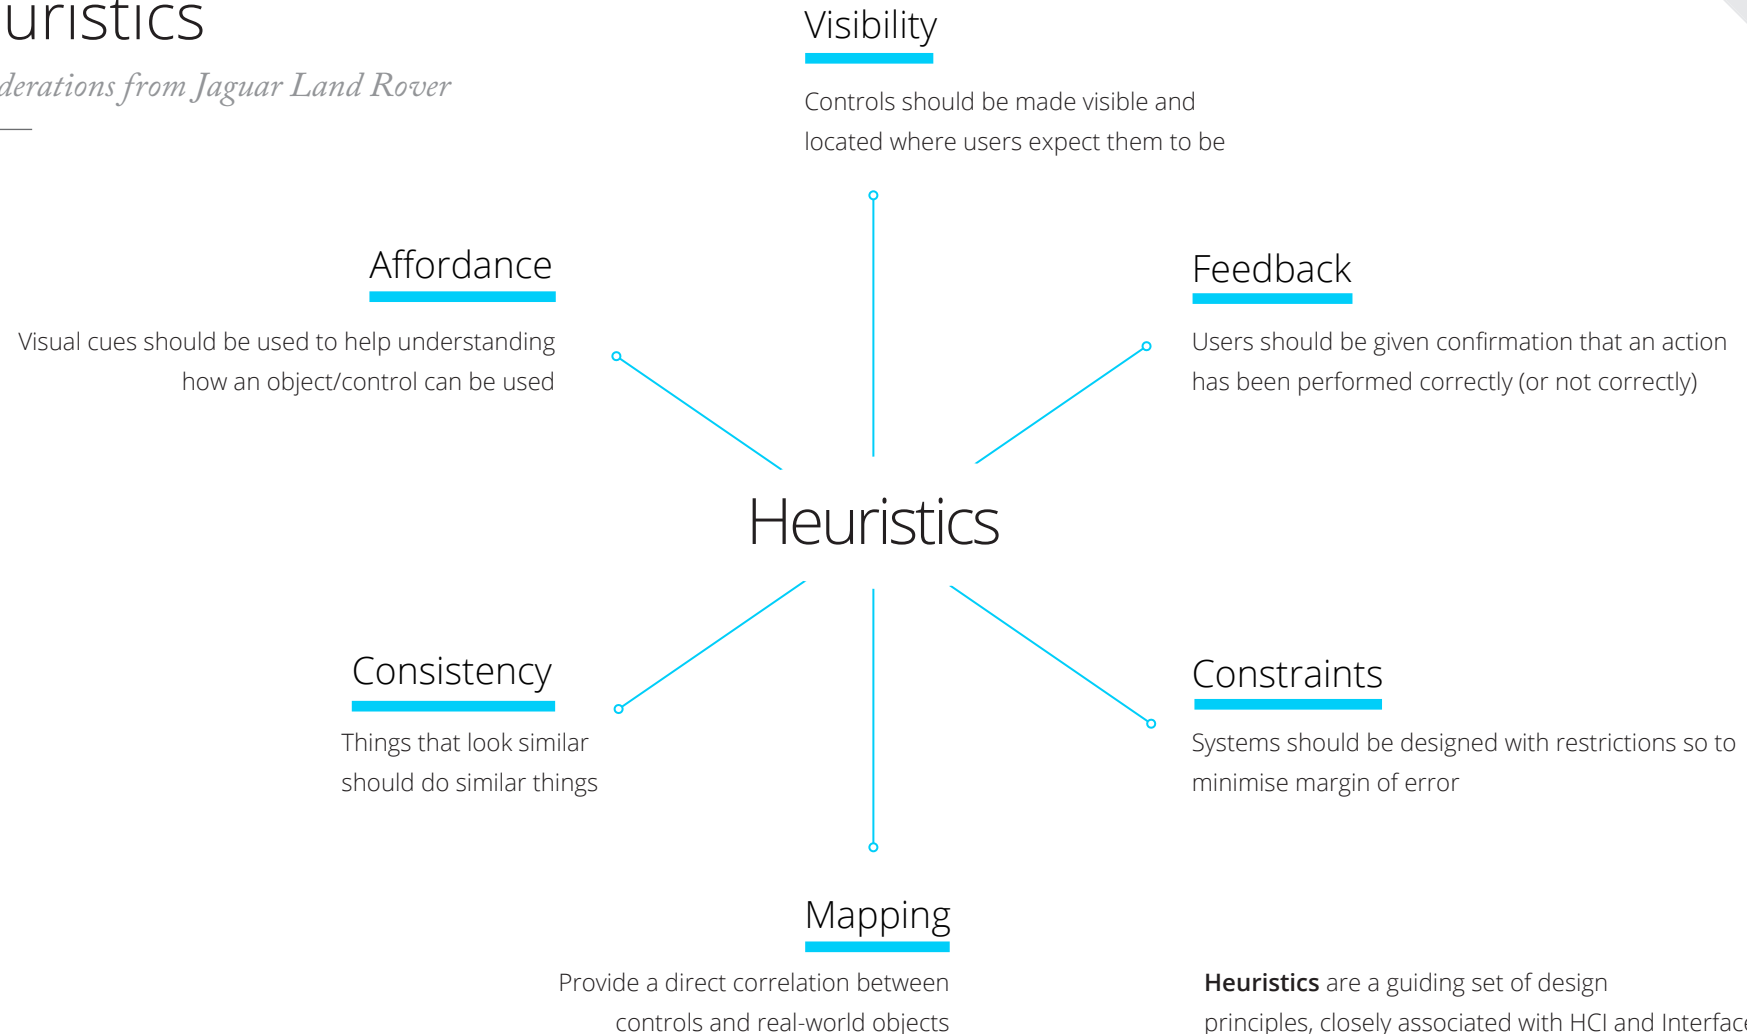 uristics
derations from Jaguar Land Rover
Visibility
Controls should be made visible and
located where users expect them to be
Affordance
Visual cues should be used to help understanding
how an object/control can be used
Feedback
Users should be given confirmation that an action
has been performed correctly (or not correctly)
Heuristics
Consistency
Things that look similar
should do similar things
Constraints
Systems should be designed with restrictions so to
minimise margin of error
Mapping
Provide a direct correlation between
controls and real-world objects
Heuristics are a guiding set of design
principles, closely associated with HCI and Interface